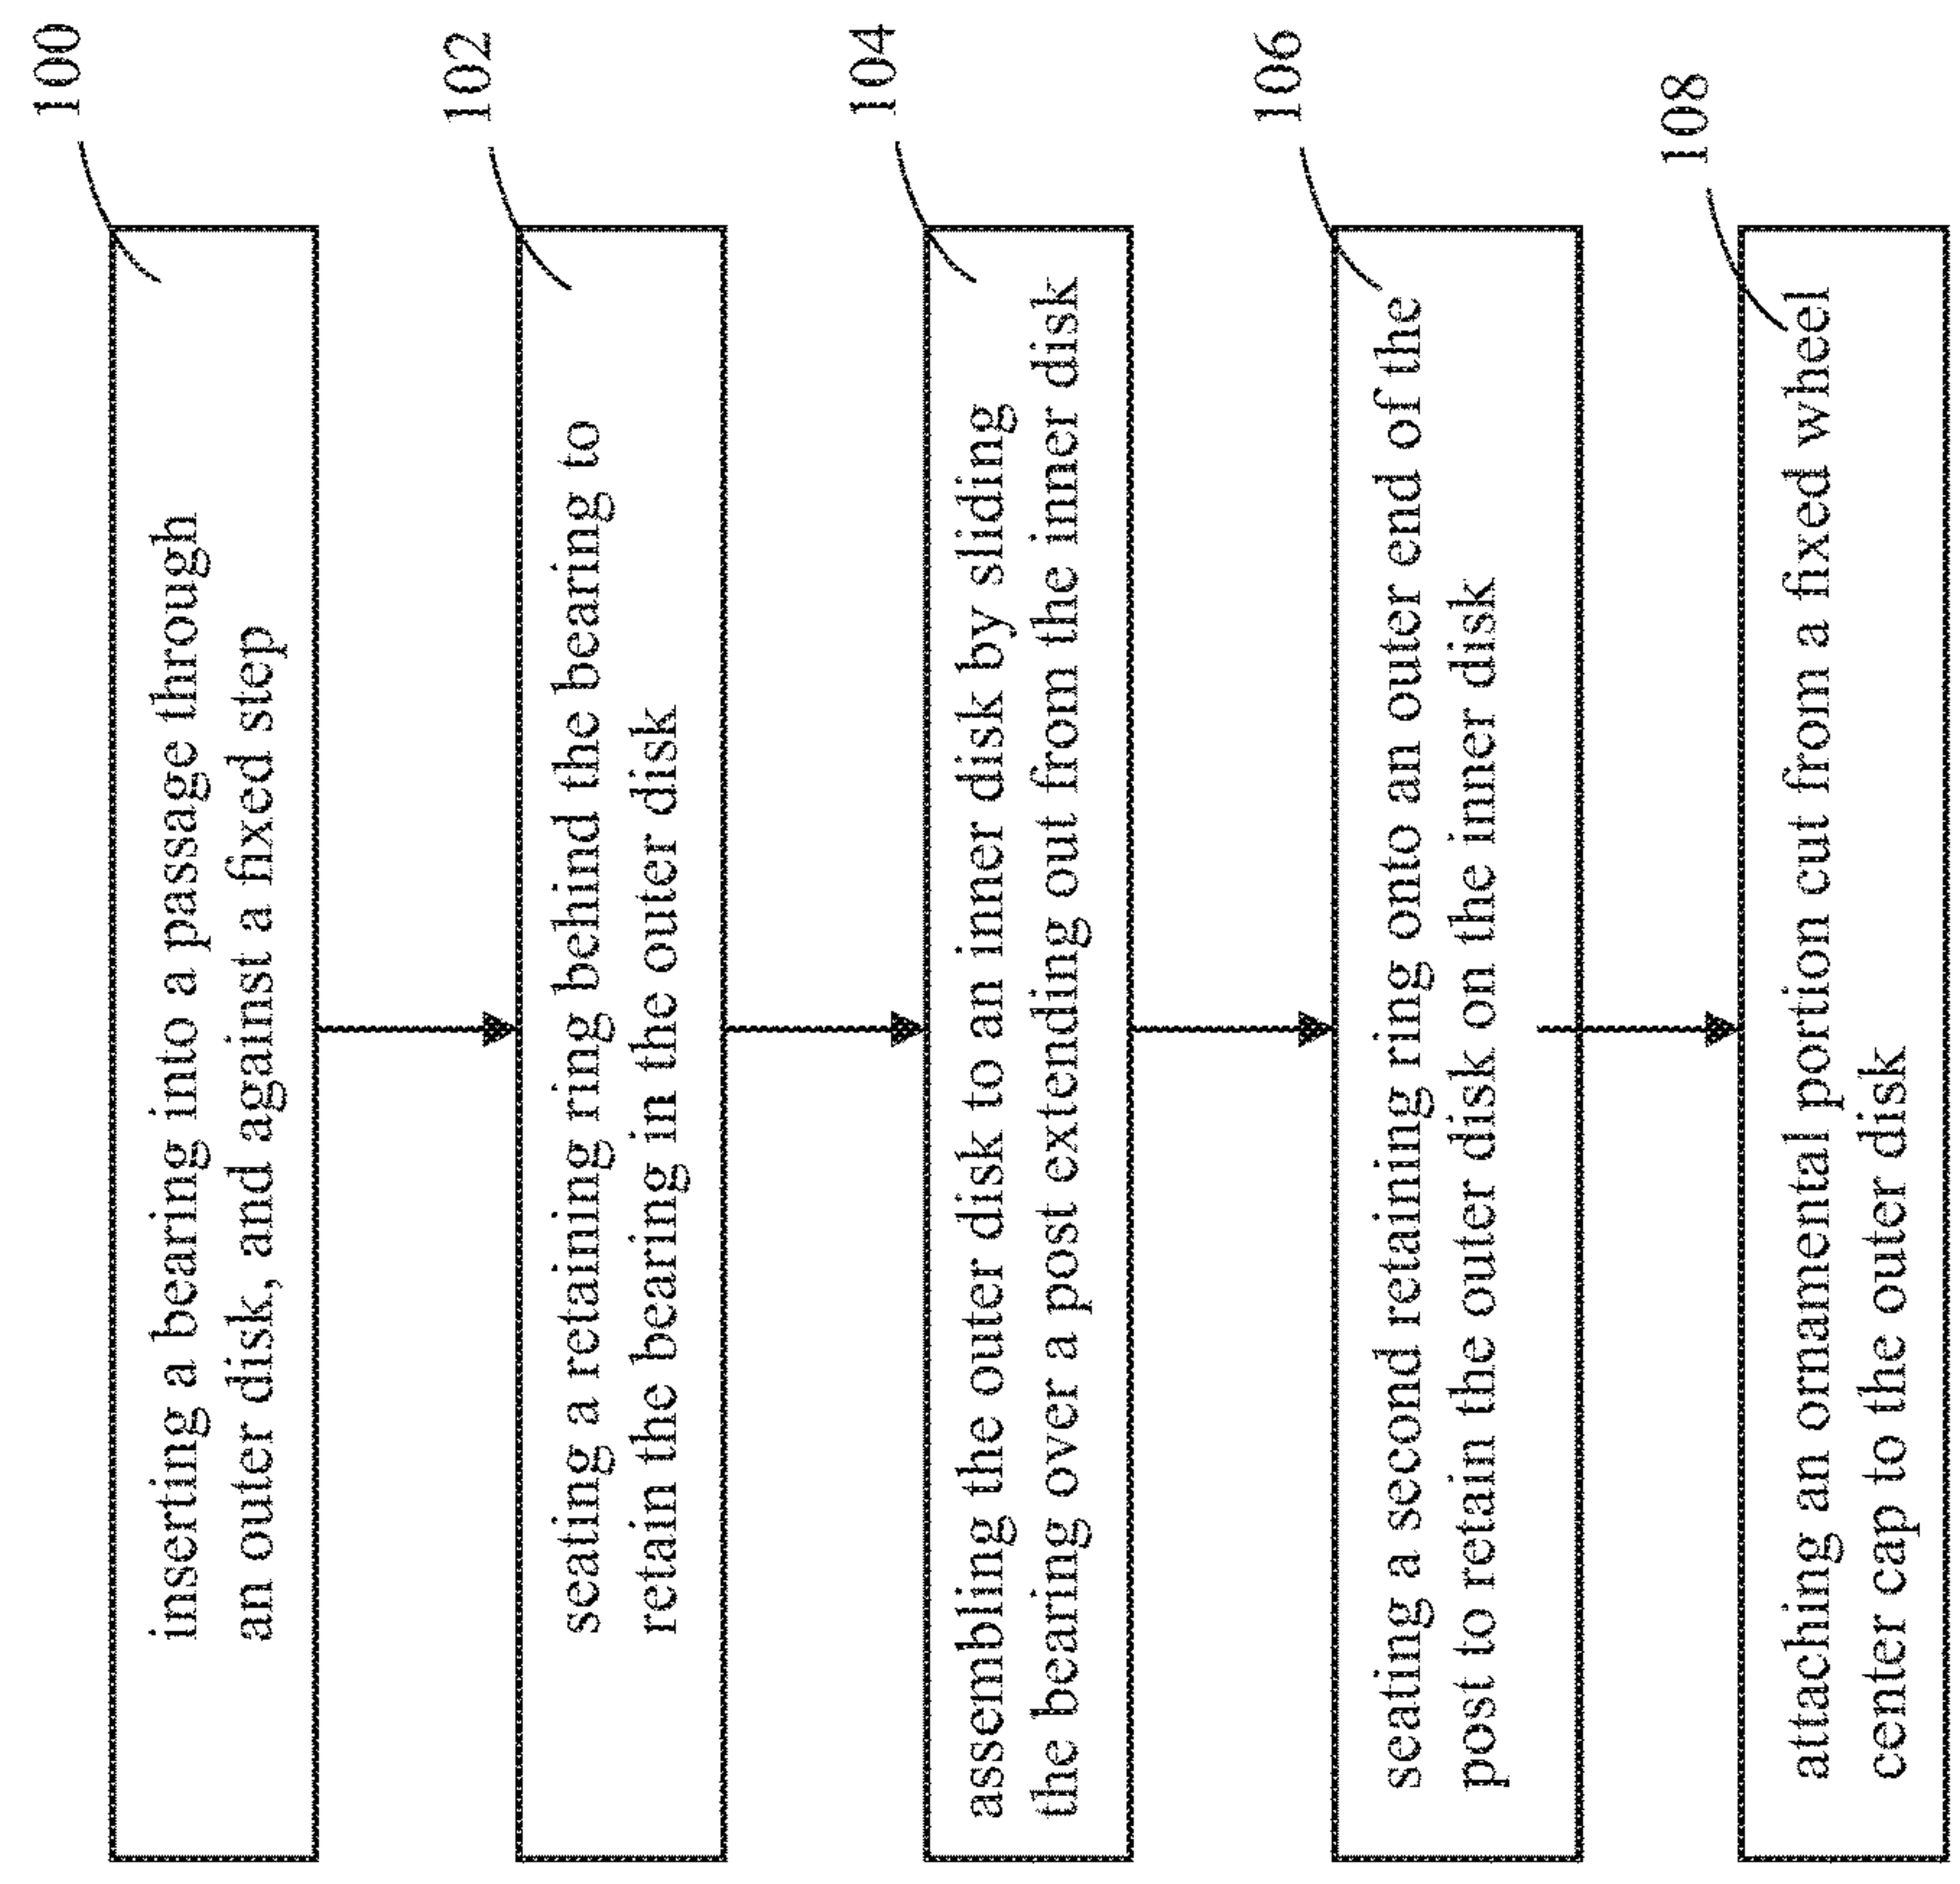 100
inserting a bearing into a passage through
an outer disk, and against a fixed step
102
seating a retaining ring behind the bearing to
retain the bearing in the outer disk
104
assembling the outer disk to an inner disk by sliding
the bearing over a post extending out from the inner disk
106
seating a second retaining ring onto an outer end of the
post to retain the outer disk on the inner disk
108
attaching an ornamental portion cut from a fixed wheel
center cap to the outer disk